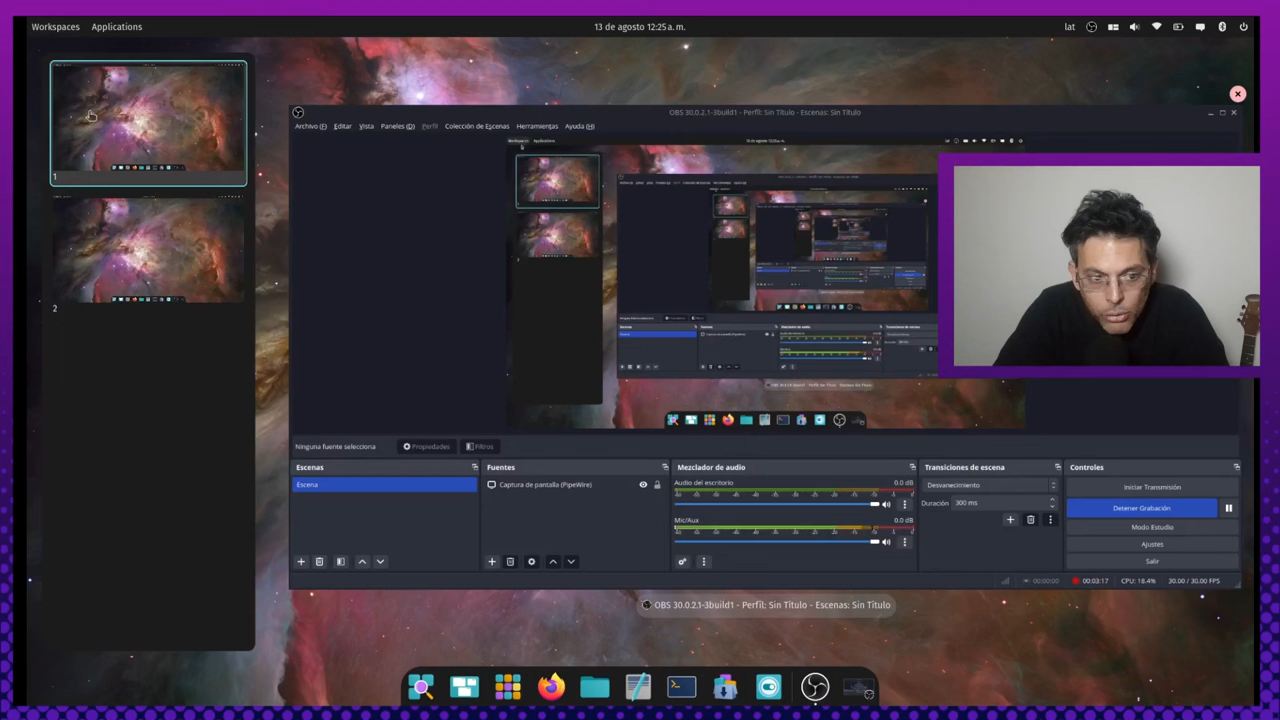 Workspaces Applications 13 de agosto 12:25 a. m. lat
1
2
OBS 30.0.2.1-3build1 - Perfil: Sin Título - Escenas: Sin Título
Archivo (F) Editar Vista Paneles (D) Perfil Colección de Escenas Herramientas Ayuda (H)
Ninguna fuente selecciona Propiedades Filtros
Escenas Fuentes Mezclador de audio Transiciones de escena Controles
Escena
Captura de pantalla (PipeWire)
Audio del escritorio 0.0 dB
Mic/Aux 0.0 dB
Desvanecimiento
Duración 300 ms
Iniciar Transmisión
Detener Grabación
Modo Estudio
Ajustes
Salir
00:00:00 00:03:17 CPU: 18.4% 30.00 / 30.00 FPS
OBS 30.0.2.1-3build1 - Perfil: Sin Título - Escenas: Sin Título